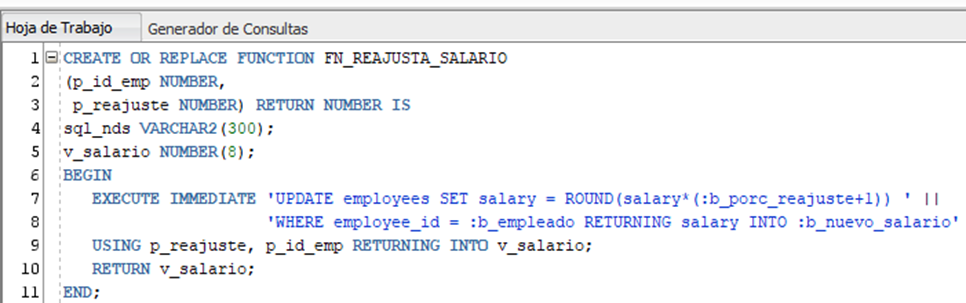 Hoja de Trabajo Generador de Consultas
1 CREATE OR REPLACE FUNCTION FN_REAJUSTA_SALARIO
2 (p_id_emp NUMBER,
3 p_reajuste NUMBER) RETURN NUMBER IS
4 sql_nds VARCHAR2(300);
5 v_salario NUMBER(8);
6 BEGIN
7 EXECUTE IMMEDIATE 'UPDATE employees SET salary = ROUND(salary*(:b_porc_reajuste+1)) ' ||
8 'WHERE employee_id = :b_empleado RETURNING salary INTO :b_nuevo_salario'
9 USING p_reajuste, p_id_emp RETURNING INTO v_salario;
10 RETURN v_salario;
11 END;